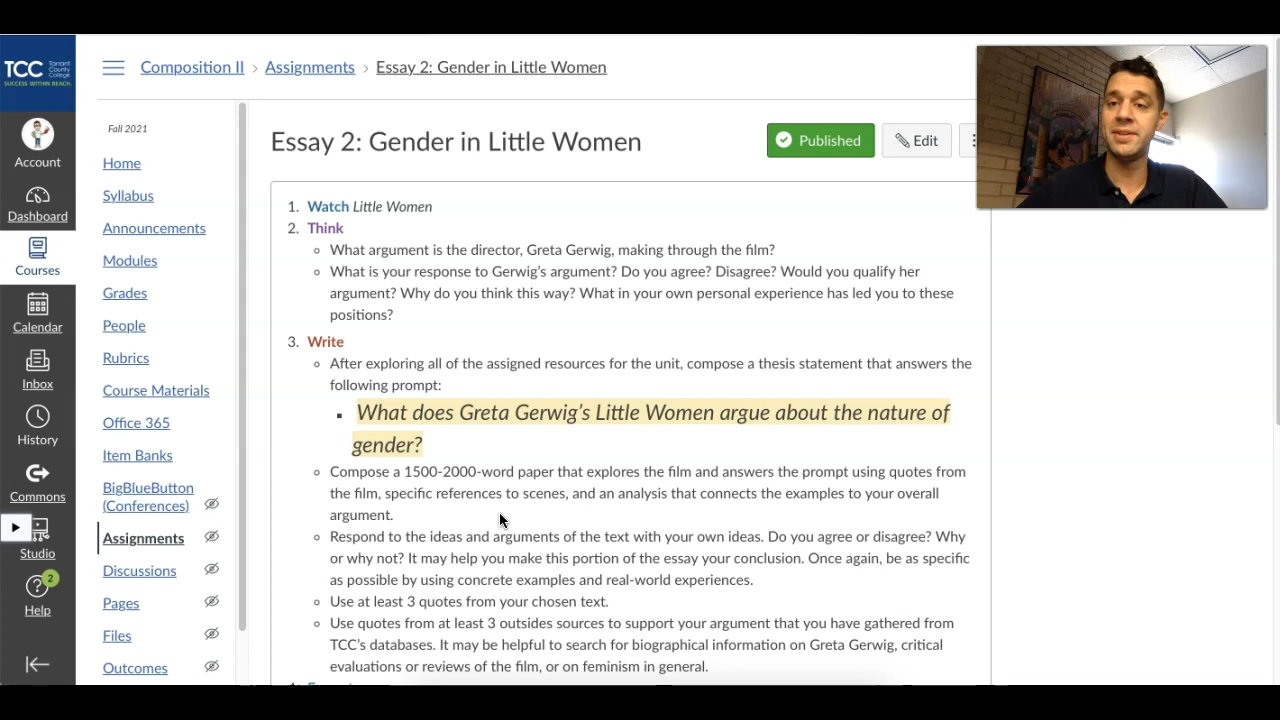 TCC Tarrant
County
College
SUCCESS WITHIN REACH.
Composition II > Assignments > Essay 2: Gender in Little Women
Account
Dashboard
Courses
Calendar
Inbox
History
Commons
Studio
2
Help
Fall 2021
Home
Syllabus
Announcements
Modules
Grades
People
Rubrics
Course Materials
Office 365
Item Banks
BigBlueButton
(Conferences)
Assignments
Discussions
Pages
Files
Outcomes
Essay 2: Gender in Little Women
Published
Edit
1. Watch Little Women
2. Think
What argument is the director, Greta Gerwig, making through the film?
What is your response to Gerwig's argument? Do you agree? Disagree? Would you qualify her
argument? Why do you think this way? What in your own personal experience has led you to these
positions?
3. Write
After exploring all of the assigned resources for the unit, compose a thesis statement that answers the
following prompt:
What does Greta Gerwig's Little Women argue about the nature of
gender?
Compose a 1500-2000-word paper that explores the film and answers the prompt using quotes from
the film, specific references to scenes, and an analysis that connects the examples to your overall
argument.
Respond to the ideas and arguments of the text with your own ideas. Do you agree or disagree? Why
or why not? It may help you make this portion of the essay your conclusion. Once again, be as specific
as possible by using concrete examples and real-world experiences.
Use at least 3 quotes from your chosen text.
Use quotes from at least 3 outsides sources to support your argument that you have gathered from
TCC's databases. It may be helpful to search for biographical information on Greta Gerwig, critical
evaluations or reviews of the film, or on feminism in general.